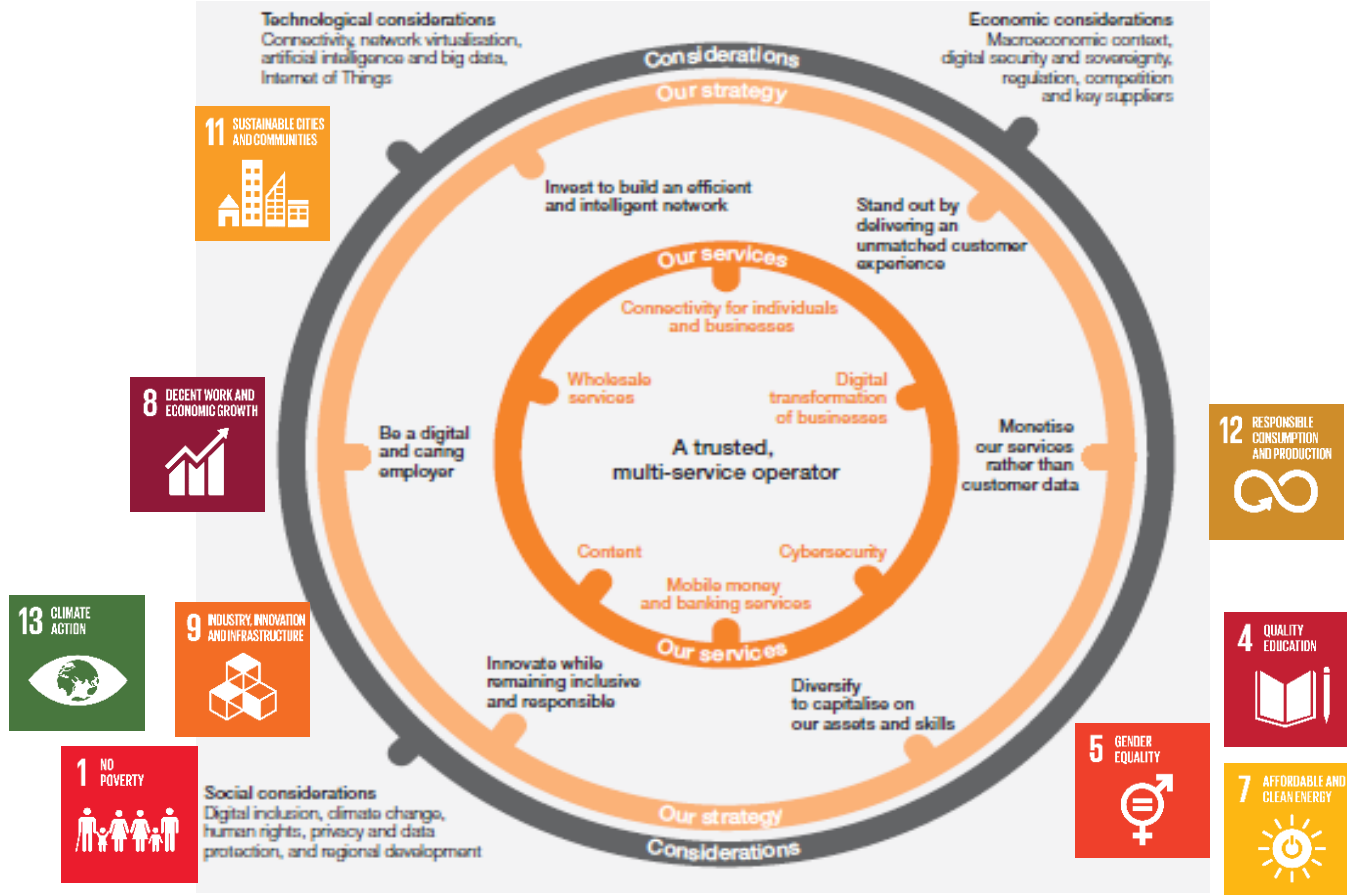 Technological considerations
Connectivity, network virtualisation,
artificial intelligence and big data,
Internet of Things
Economic considerations
Macroeconomic context,
digital security and sovereignty,
regulation, competition
and key suppliers
Considerations
Our strategy
11 SUSTAINABLE CITIES
AND COMMUNITIES
Invest to build an efficient
and intelligent network
Stand out by
delivering an
unmatched customer
experience
Our services
Connectivity for individuals
and businesses
Wholesale
services
Digital
transformation
of businesses
8 DECENT WORK AND
ECONOMIC GROWTH
Be a digital
and caring
employer
A trusted,
multi-service operator
Monetise
our services
rather than
customer data
12 RESPONSIBLE
CONSUMPTION
AND PRODUCTION
Content
Cybersecurity
Mobile money
and banking services
Our services
13 CLIMATE
ACTION
9 INDUSTRY, INNOVATION
AND INFRASTRUCTURE
4 QUALITY
EDUCATION
Innovate while
remaining inclusive
and responsible
Diversify
to capitalise on
our assets and skills
5 GENDER
EQUALITY
1 NO
POVERTY
7 AFFORDABLE AND
CLEAN ENERGY
Social considerations
Digital inclusion, climate change,
human rights, privacy and data
protection, and regional development
Our strategy
Considerations